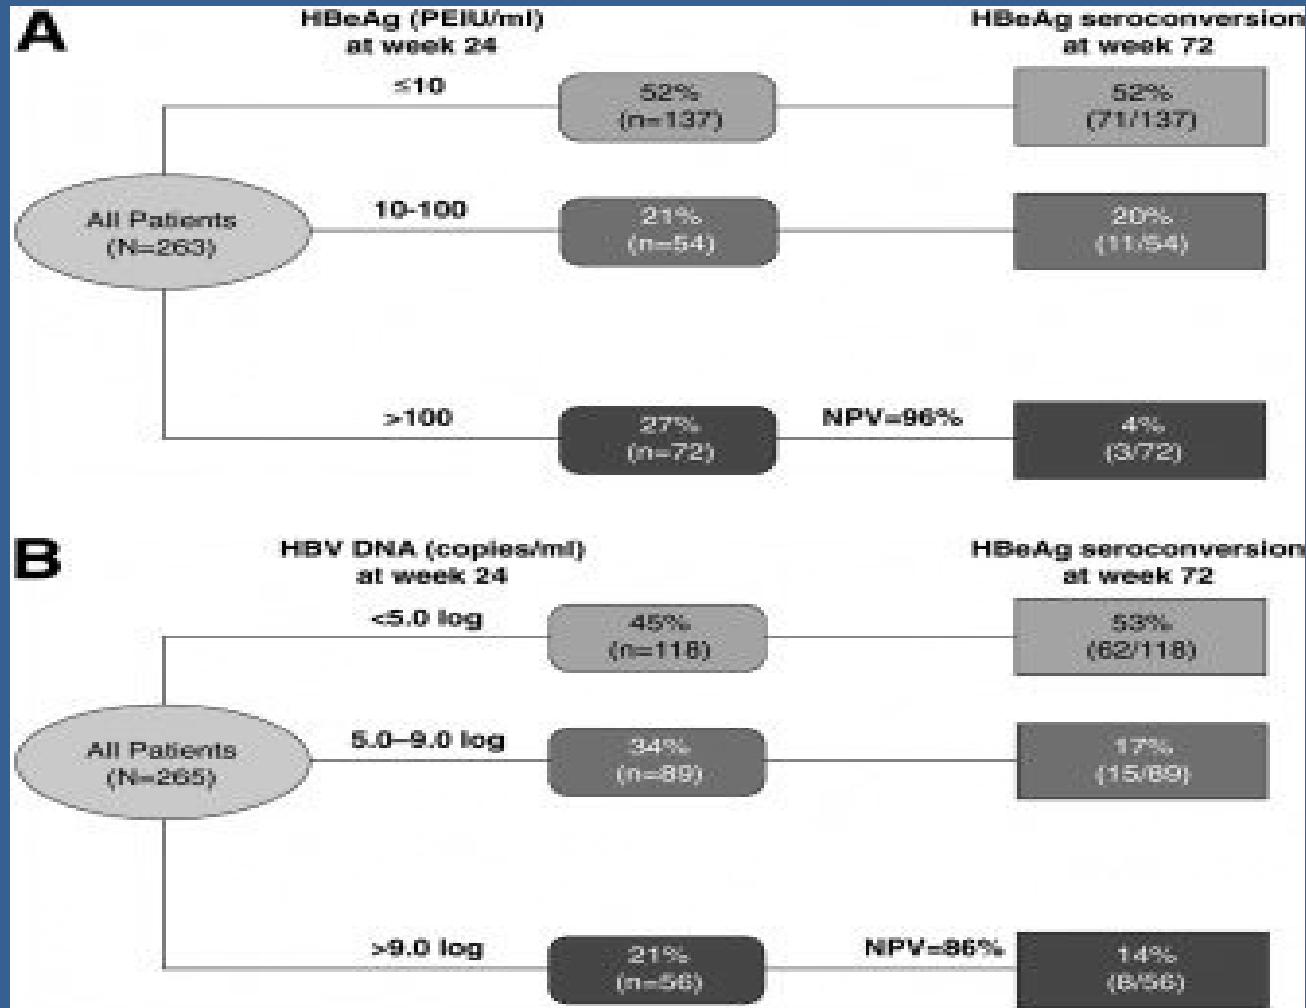 A
HBeAg (PEIU/ml)
at week 24
HBeAg seroconversion
at week 72
≤10
52%
(n=137)
52%
(71/137)
All Patients
(N=263)
10-100
21%
(n=54)
20%
(11/54)
>100
27%
(n=72)
NPV=96%
4%
(3/72)
B
HBV DNA (copies/ml)
at week 24
HBeAg seroconversion
at week 72
<5.0 log
45%
(n=118)
53%
(62/118)
All Patients
(N=265)
5.0–9.0 log
34%
(n=89)
17%
(15/89)
>9.0 log
21%
(n=56)
NPV=86%
14%
(8/56)